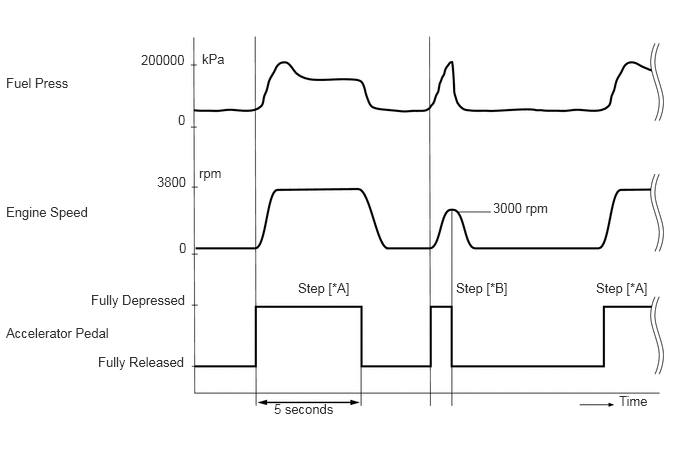 200000 kPa
Fuel Press
0
rpm
3800
Engine Speed
3000 rpm
0
Step [*A] Step [*B] Step [*A]
Fully Depressed
Accelerator Pedal
Fully Released
Time
5 seconds